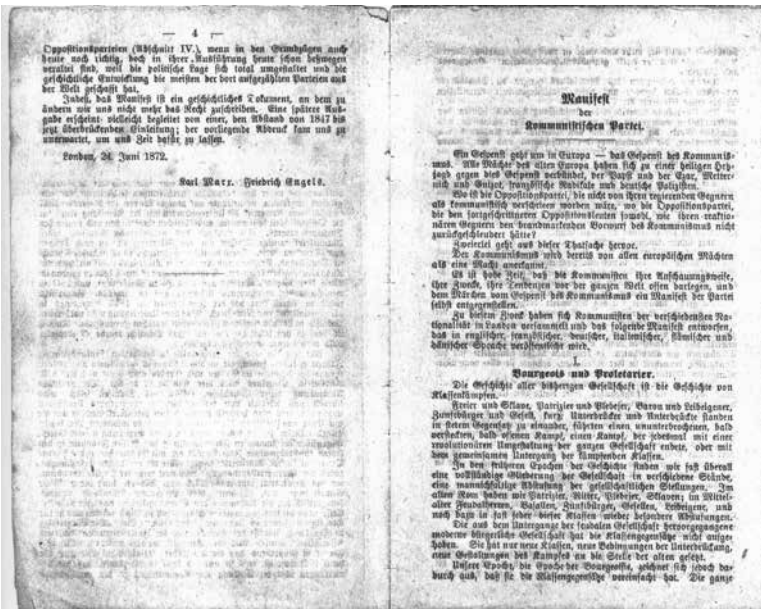 — 4 —
Oppositionsparteien (Abschnitt IV.), wenn in den Grundzügen auch
heute noch richtig, doch in ihrer Ausführung heute schon deßwegen
veraltet sind, weil die politische Lage sich total umgestaltet und die
geschichtliche Entwicklung die meisten der dort aufgezählten Parteien aus
der Welt geschafft hat.
Indeß, das Manifest ist ein geschichtliches Dokument, an dem zu
ändern wir uns nicht mehr das Recht zuschreiben. Eine spätere Aus-
gabe erscheint vielleicht begleitet von einer, den Abstand von 1847 bis
jetzt überbrückenden Einleitung; der vorliegende Abdruck kam uns zu
unerwartet, um uns Zeit dafür zu lassen.
London, 24. Juni 1872.
Karl Marx. Friedrich Engels.
Manifest
der
Kommunistischen Partei.
Ein Gespenst geht um in Europa — das Gespenst des Kommunis-
mus. Alle Mächte des alten Europa haben sich zu einer heiligen Hetz-
jagd gegen dies Gespenst verbündet, der Papst und der Czar, Metter-
nich und Guizot, französische Radikale und deutsche Polizisten.
Wo ist die Oppositionspartei, die nicht von ihren regierenden Gegnern
als kommunistisch verschrieen worden wäre, wo die Oppositionspartei,
die den fortgeschritteneren Oppositionsleuten sowohl, wie ihren reaktio-
nären Gegnern den brandmarkenden Vorwurf des Kommunismus nicht
zurückgeschleudert hätte?
Zweierlei geht aus dieser Thatsache hervor.
Der Kommunismus wird bereits von allen europäischen Mächten
als eine Macht anerkannt.
Es ist hohe Zeit, daß die Kommunisten ihre Anschauungsweise,
ihre Zwecke, ihre Tendenzen vor der ganzen Welt offen darlegen, und
dem Märchen vom Gespenst des Kommunismus ein Manifest der Partei
selbst entgegenstellen.
Zu diesem Zweck haben sich Kommunisten der verschiedensten Na-
tionalität in London versammelt und das folgende Manifest entworfen,
das in englischer, französischer, deutscher, italienischer, flämischer und
dänischer Sprache veröffentlicht wird.
I.
Bourgeois und Proletarier.
Die Geschichte aller bisherigen Gesellschaft ist die Geschichte von
Klassenkämpfen.
Freier und Sklave, Patrizier und Plebejer, Baron und Leibeigener,
Zunftbürger und Gesell, kurz, Unterdrücker und Unterdrückte standen
in stetem Gegensatz zu einander, führten einen ununterbrochenen, bald
versteckten, bald offenen Kampf, einen Kampf, der jedesmal mit einer
revolutionären Umgestaltung der ganzen Gesellschaft endete, oder mit
dem gemeinsamen Untergang der kämpfenden Klassen.
In den früheren Epochen der Geschichte finden wir fast überall
eine vollständige Gliederung der Gesellschaft in verschiedene Stände,
eine mannichfaltige Abstufung der gesellschaftlichen Stellungen. Im
alten Rom haben wir Patrizier, Ritter, Plebejer, Sklaven; im Mittel-
alter Feudalherren, Vasallen, Zunftbürger, Gesellen, Leibeigene, und
noch dazu in fast jeder dieser Klassen wieder besondere Abstufungen.
Die aus dem Untergange der feudalen Gesellschaft hervorgegangene
moderne bürgerliche Gesellschaft hat die Klassengegensätze nicht aufge-
hoben. Sie hat nur neue Klassen, neue Bedingungen der Unterdrückung,
neue Gestaltungen des Kampfes an die Stelle der alten gesetzt.
Unsere Epoche, die Epoche der Bourgeoisie, zeichnet sich jedoch da-
durch aus, daß sie die Klassengegensätze vereinfacht hat. Die ganze